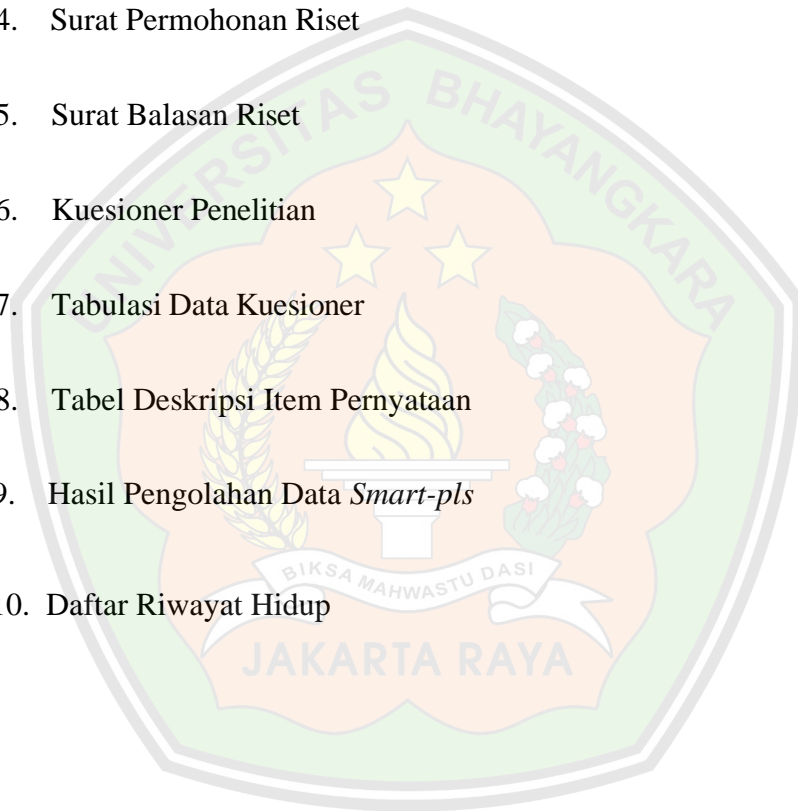 4. Surat Permohonan Riset
5. Surat Balasan Riset
6. Kuesioner Penelitian
7. Tabulasi Data Kuesioner
8. Tabel Deskripsi Item Pernyataan
9. Hasil Pengolahan Data Smart-pls
10. Daftar Riwayat Hidup
UNIVERSITAS BHAYANGKARA
BIKSA MAHWASTU DASI
JAKARTA RAYA